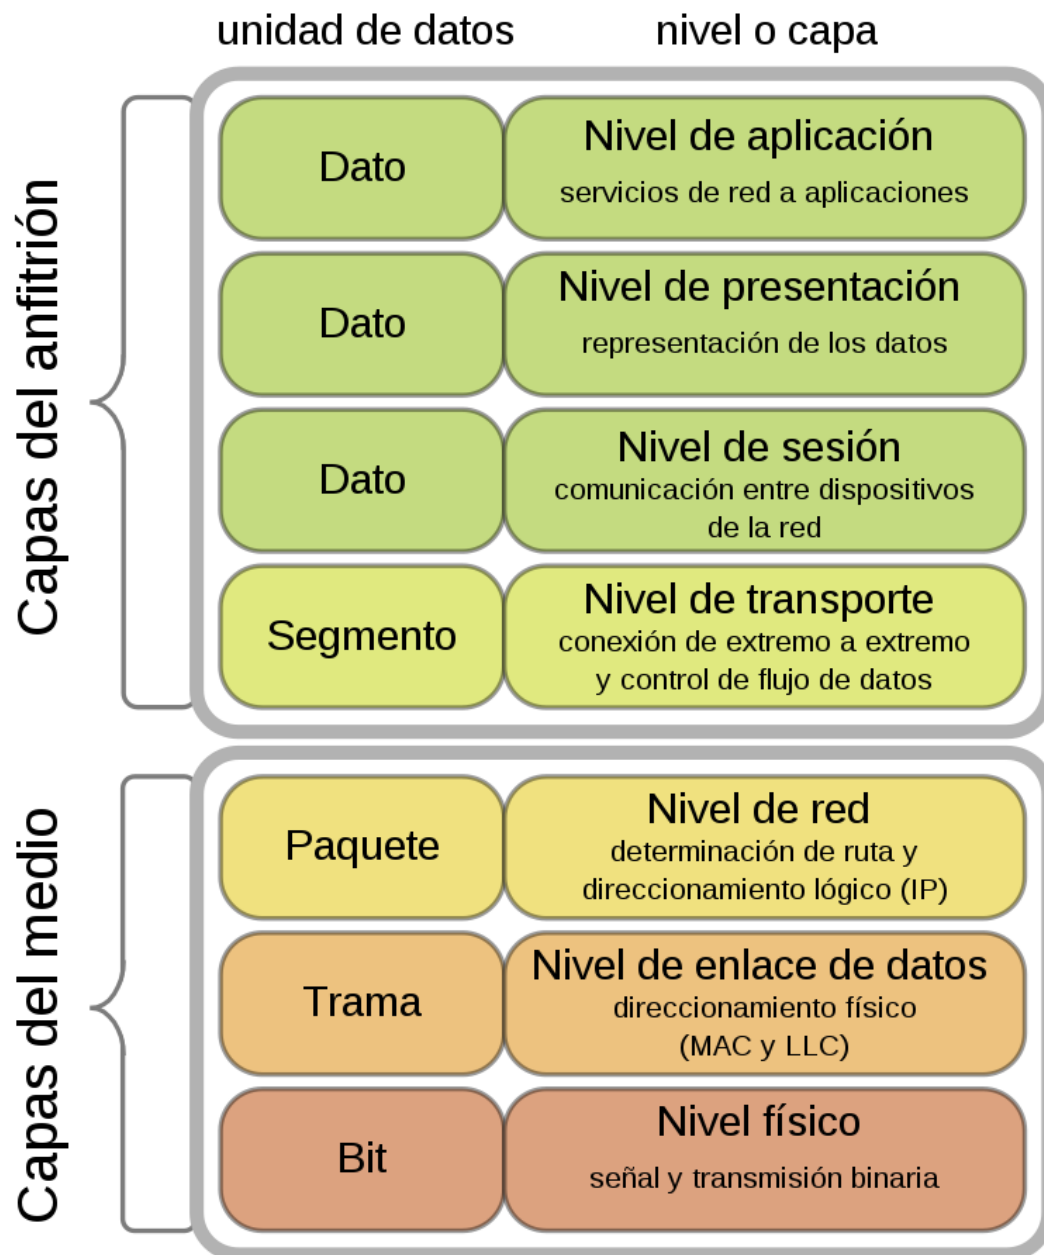 unidad de datos
nivel o capa
Capas del anfitrión
Dato
Nivel de aplicación
servicios de red a aplicaciones
Dato
Nivel de presentación
representación de los datos
Dato
Nivel de sesión
comunicación entre dispositivos
de la red
Segmento
Nivel de transporte
conexión de extremo a extremo
y control de flujo de datos
Capas del medio
Paquete
Nivel de red
determinación de ruta y
direccionamiento lógico (IP)
Trama
Nivel de enlace de datos
direccionamiento físico
(MAC y LLC)
Bit
Nivel físico
señal y transmisión binaria